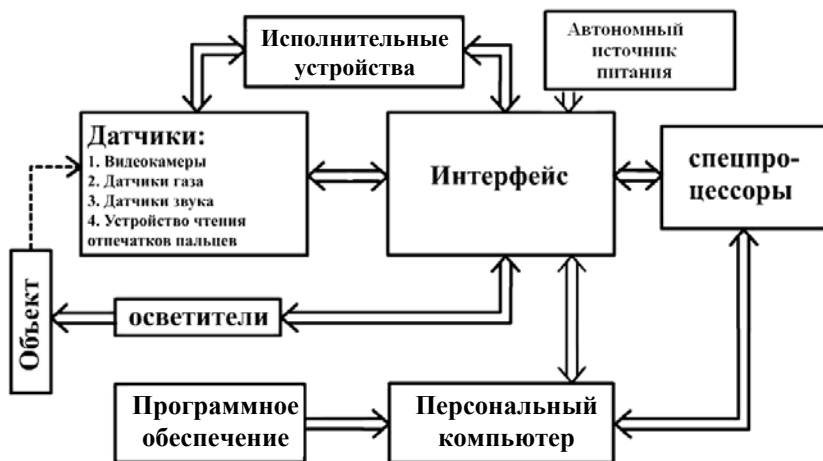 Исполнительные
устройства
Автономный
источник
питания
Датчики:
1. Видеокамеры
2. Датчики газа
3. Датчики звука
4. Устройство чтения
отпечатков пальцев
Интерфейс
спецпро-
цессоры
Объект
осветители
Программное
обеспечение
Персональный
компьютер